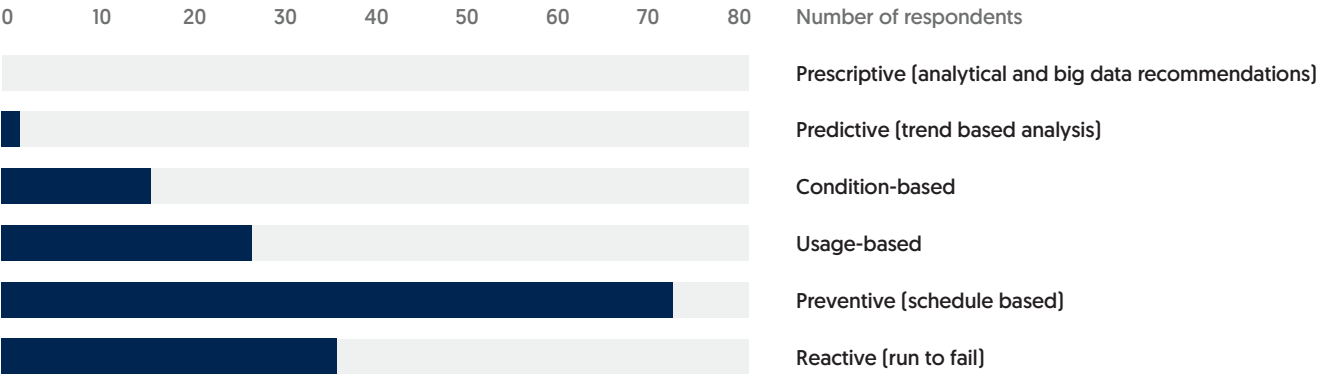 0 10 20 30 40 50 60 70 80 Number of respondents
Prescriptive (analytical and big data recommendations)
Predictive (trend based analysis)
Condition-based
Usage-based
Preventive (schedule based)
Reactive (run to fail)